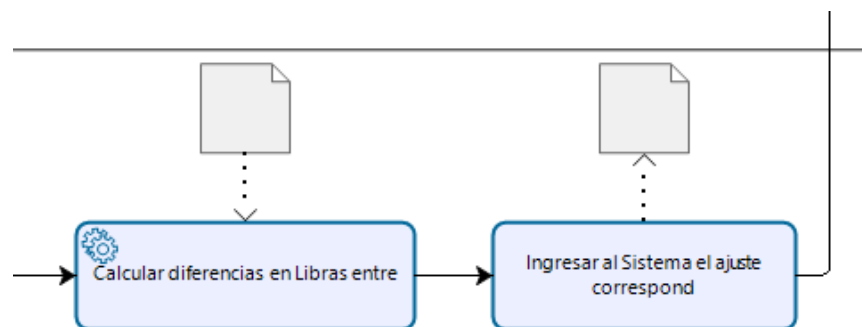 Calcular diferencias en Libras entre
Ingresar al Sistema el ajuste
correspond